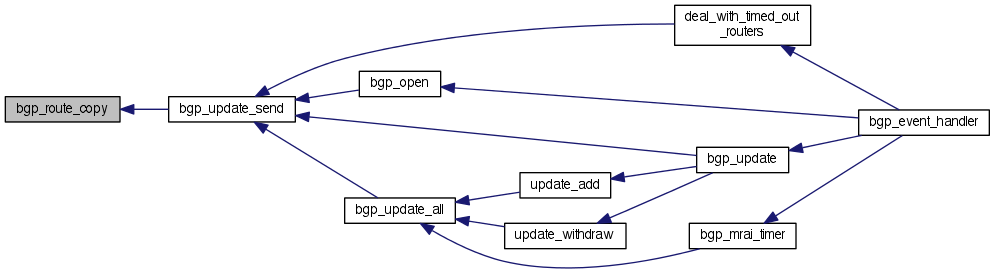 deal_with_timed_out
_routers
bgp_open
bgp_route_copy
bgp_update_send
bgp_event_handler
bgp_update
update_add
bgp_update_all
update_withdraw
bgp_mrai_timer